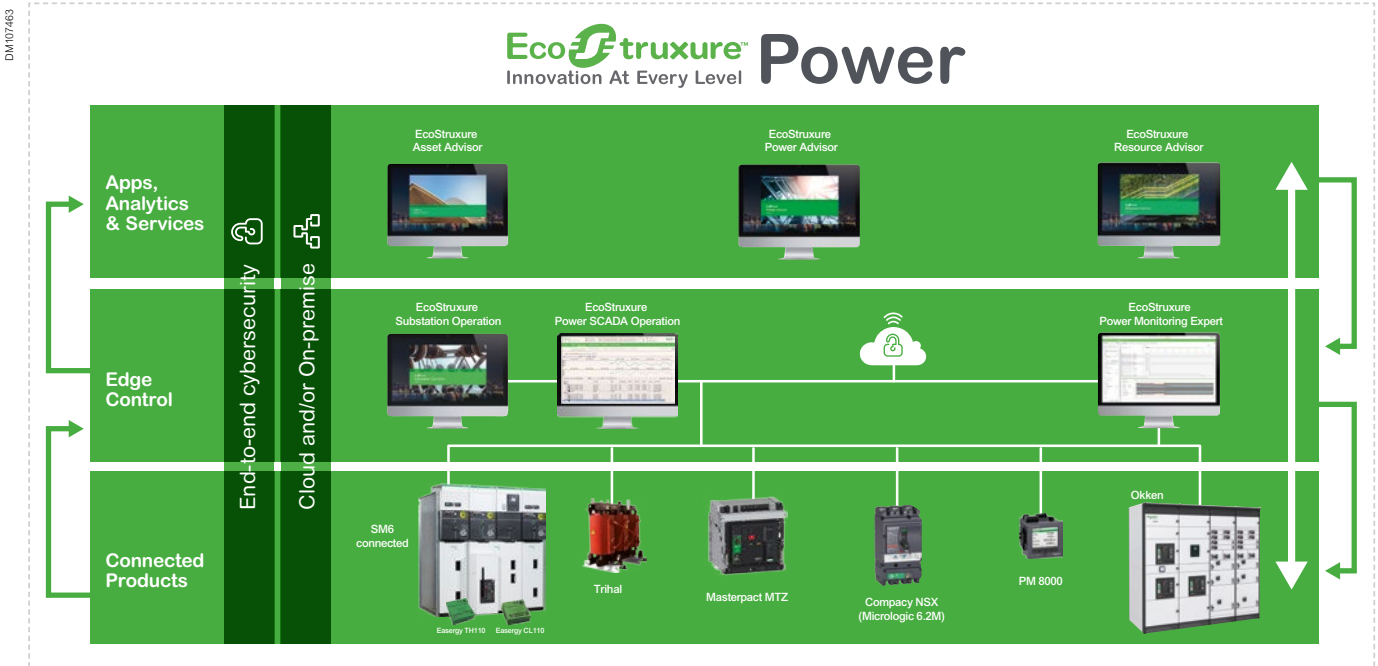 DM107463
EcoStruxure™ Power
Innovation At Every Level
Apps,
Analytics
& Services
End-to-end cybersecurity
Cloud and/or On-premise
EcoStruxure
Asset Advisor
EcoStruxure
Power Advisor
EcoStruxure
Resource Advisor
Edge
Control
EcoStruxure
Substation Operation
EcoStruxure
Power SCADA Operation
EcoStruxure
Power Monitoring Expert
Connected
Products
SM6
connected
Easergy TH110
Easergy CL110
Trihal
Masterpact MTZ
Compacy NSX
(Micrologic 6.2M)
PM 8000
Okken